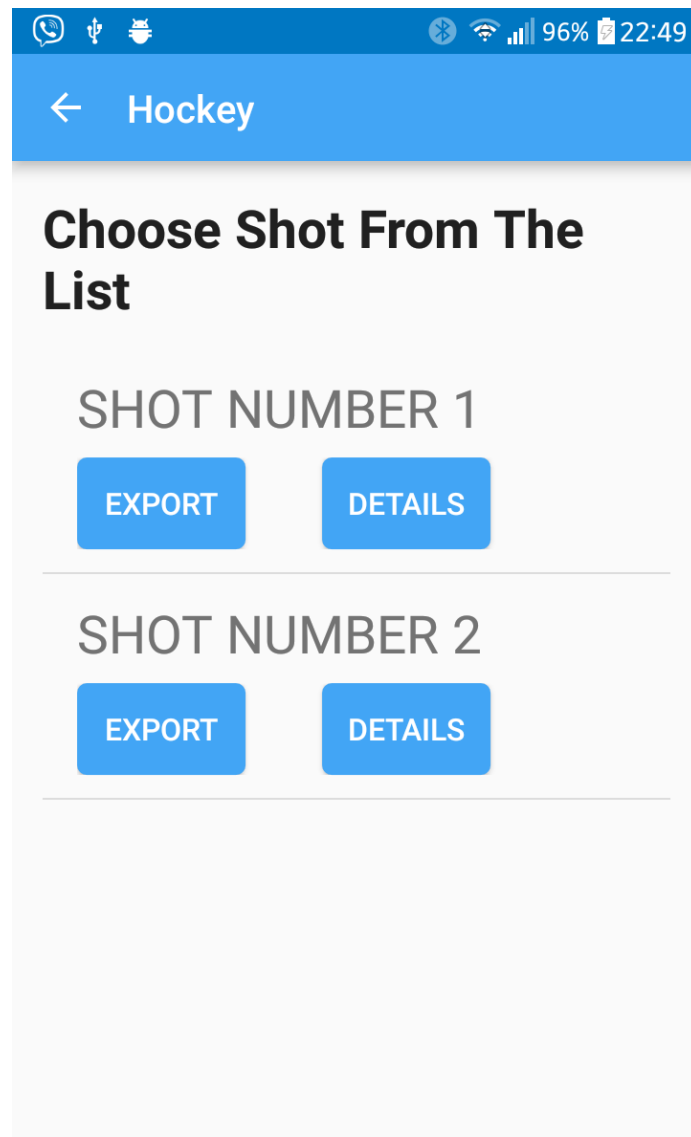 96% 22:49
Hockey
Choose Shot From The
List
SHOT NUMBER 1
EXPORT DETAILS
SHOT NUMBER 2
EXPORT DETAILS